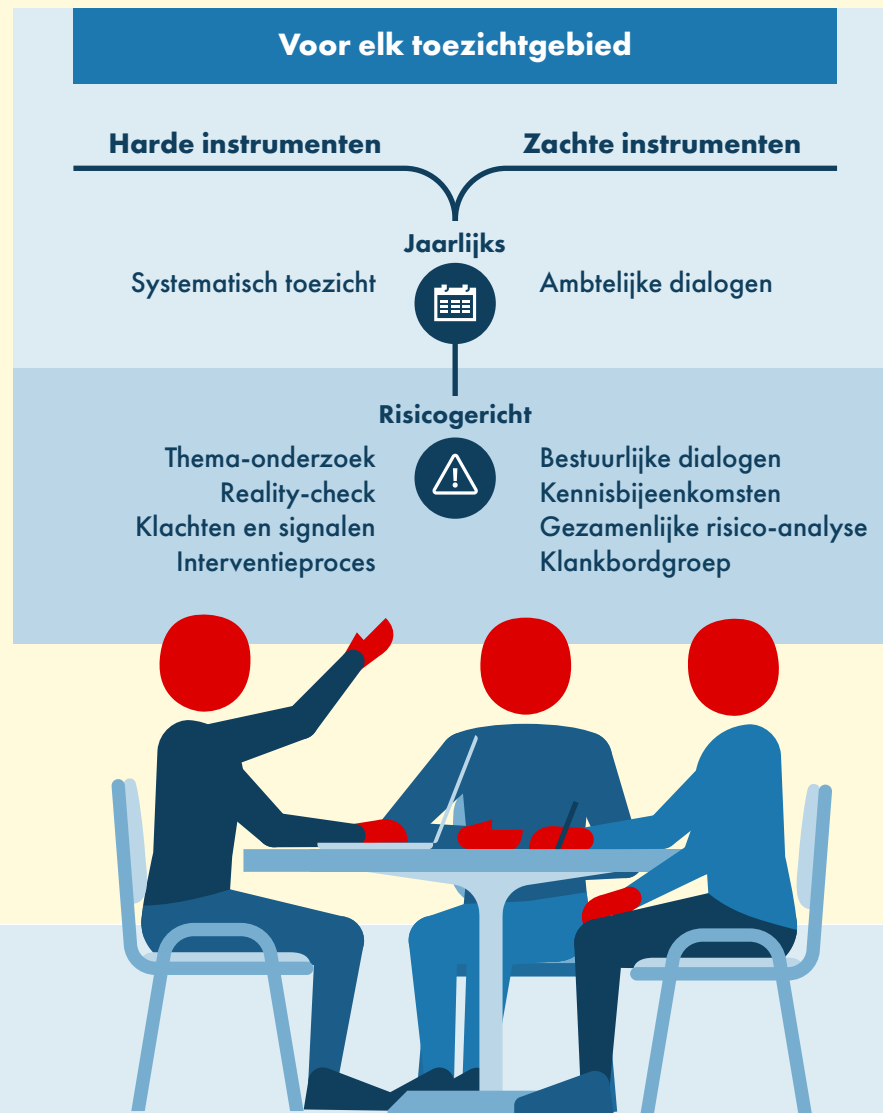 Voor elk toezichtgebied
Harde instrumenten
Zachte instrumenten
Jaarlijks
Systematisch toezicht
Ambtelijke dialogen
Risicogericht
Thema-onderzoek
Reality-check
Klachten en signalen
Interventieproces
Bestuurlijke dialogen
Kennisbijeenkomsten
Gezamenlijke risico-analyse
Klankbordgroep